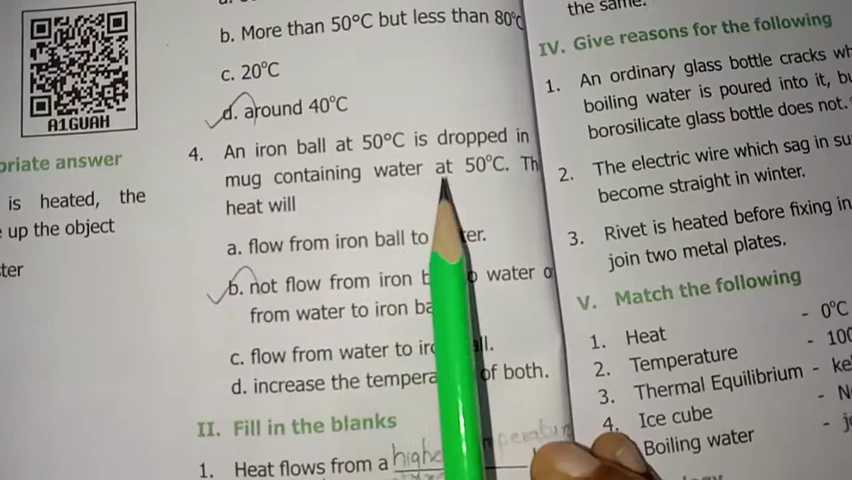 A1GUAH
priate answer
is heated, the
up the object
ter
b. More than 50°C but less than 80°C
c. 20°C
d. around 40°C
4. An iron ball at 50°C is dropped in
mug containing water at 50°C. Th
heat will
a. flow from iron ball to
b. not flow from iron water
from water to iron ba
c. flow from water to
d. increase the tempera of both.
II. Fill in the blanks
1. Heat flows from a highe
the same.
IV. Give reasons for the following
1. An ordinary glass bottle cracks wh
boiling water is poured into it, bu
borosilicate glass bottle does not.
2. The electric wire which sag in su
become straight in winter.
3. Rivet is heated before fixing in
join two metal plates.
V. Match the following
1. Heat - 0°C
2. Temperature - 100
3. Thermal Equilibrium - ke
4. Ice cube - N
Boiling water - j